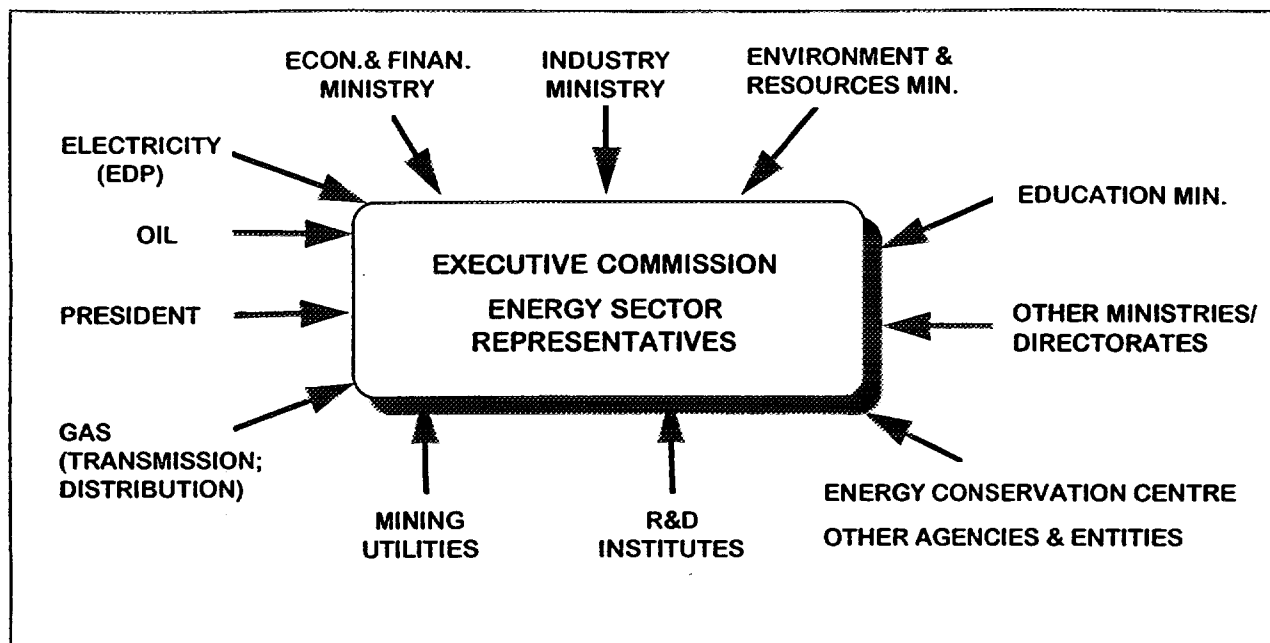 ECON.& FINAN.
MINISTRY
INDUSTRY
MINISTRY
ENVIRONMENT &
RESOURCES MIN.
ELECTRICITY
(EDP)
OIL
PRESIDENT
GAS
(TRANSMISSION;
DISTRIBUTION)
EXECUTIVE COMMISSION
ENERGY SECTOR
REPRESENTATIVES
EDUCATION MIN.
OTHER MINISTRIES/
DIRECTORATES
MINING
UTILITIES
R&D
INSTITUTES
ENERGY CONSERVATION CENTRE
OTHER AGENCIES & ENTITIES